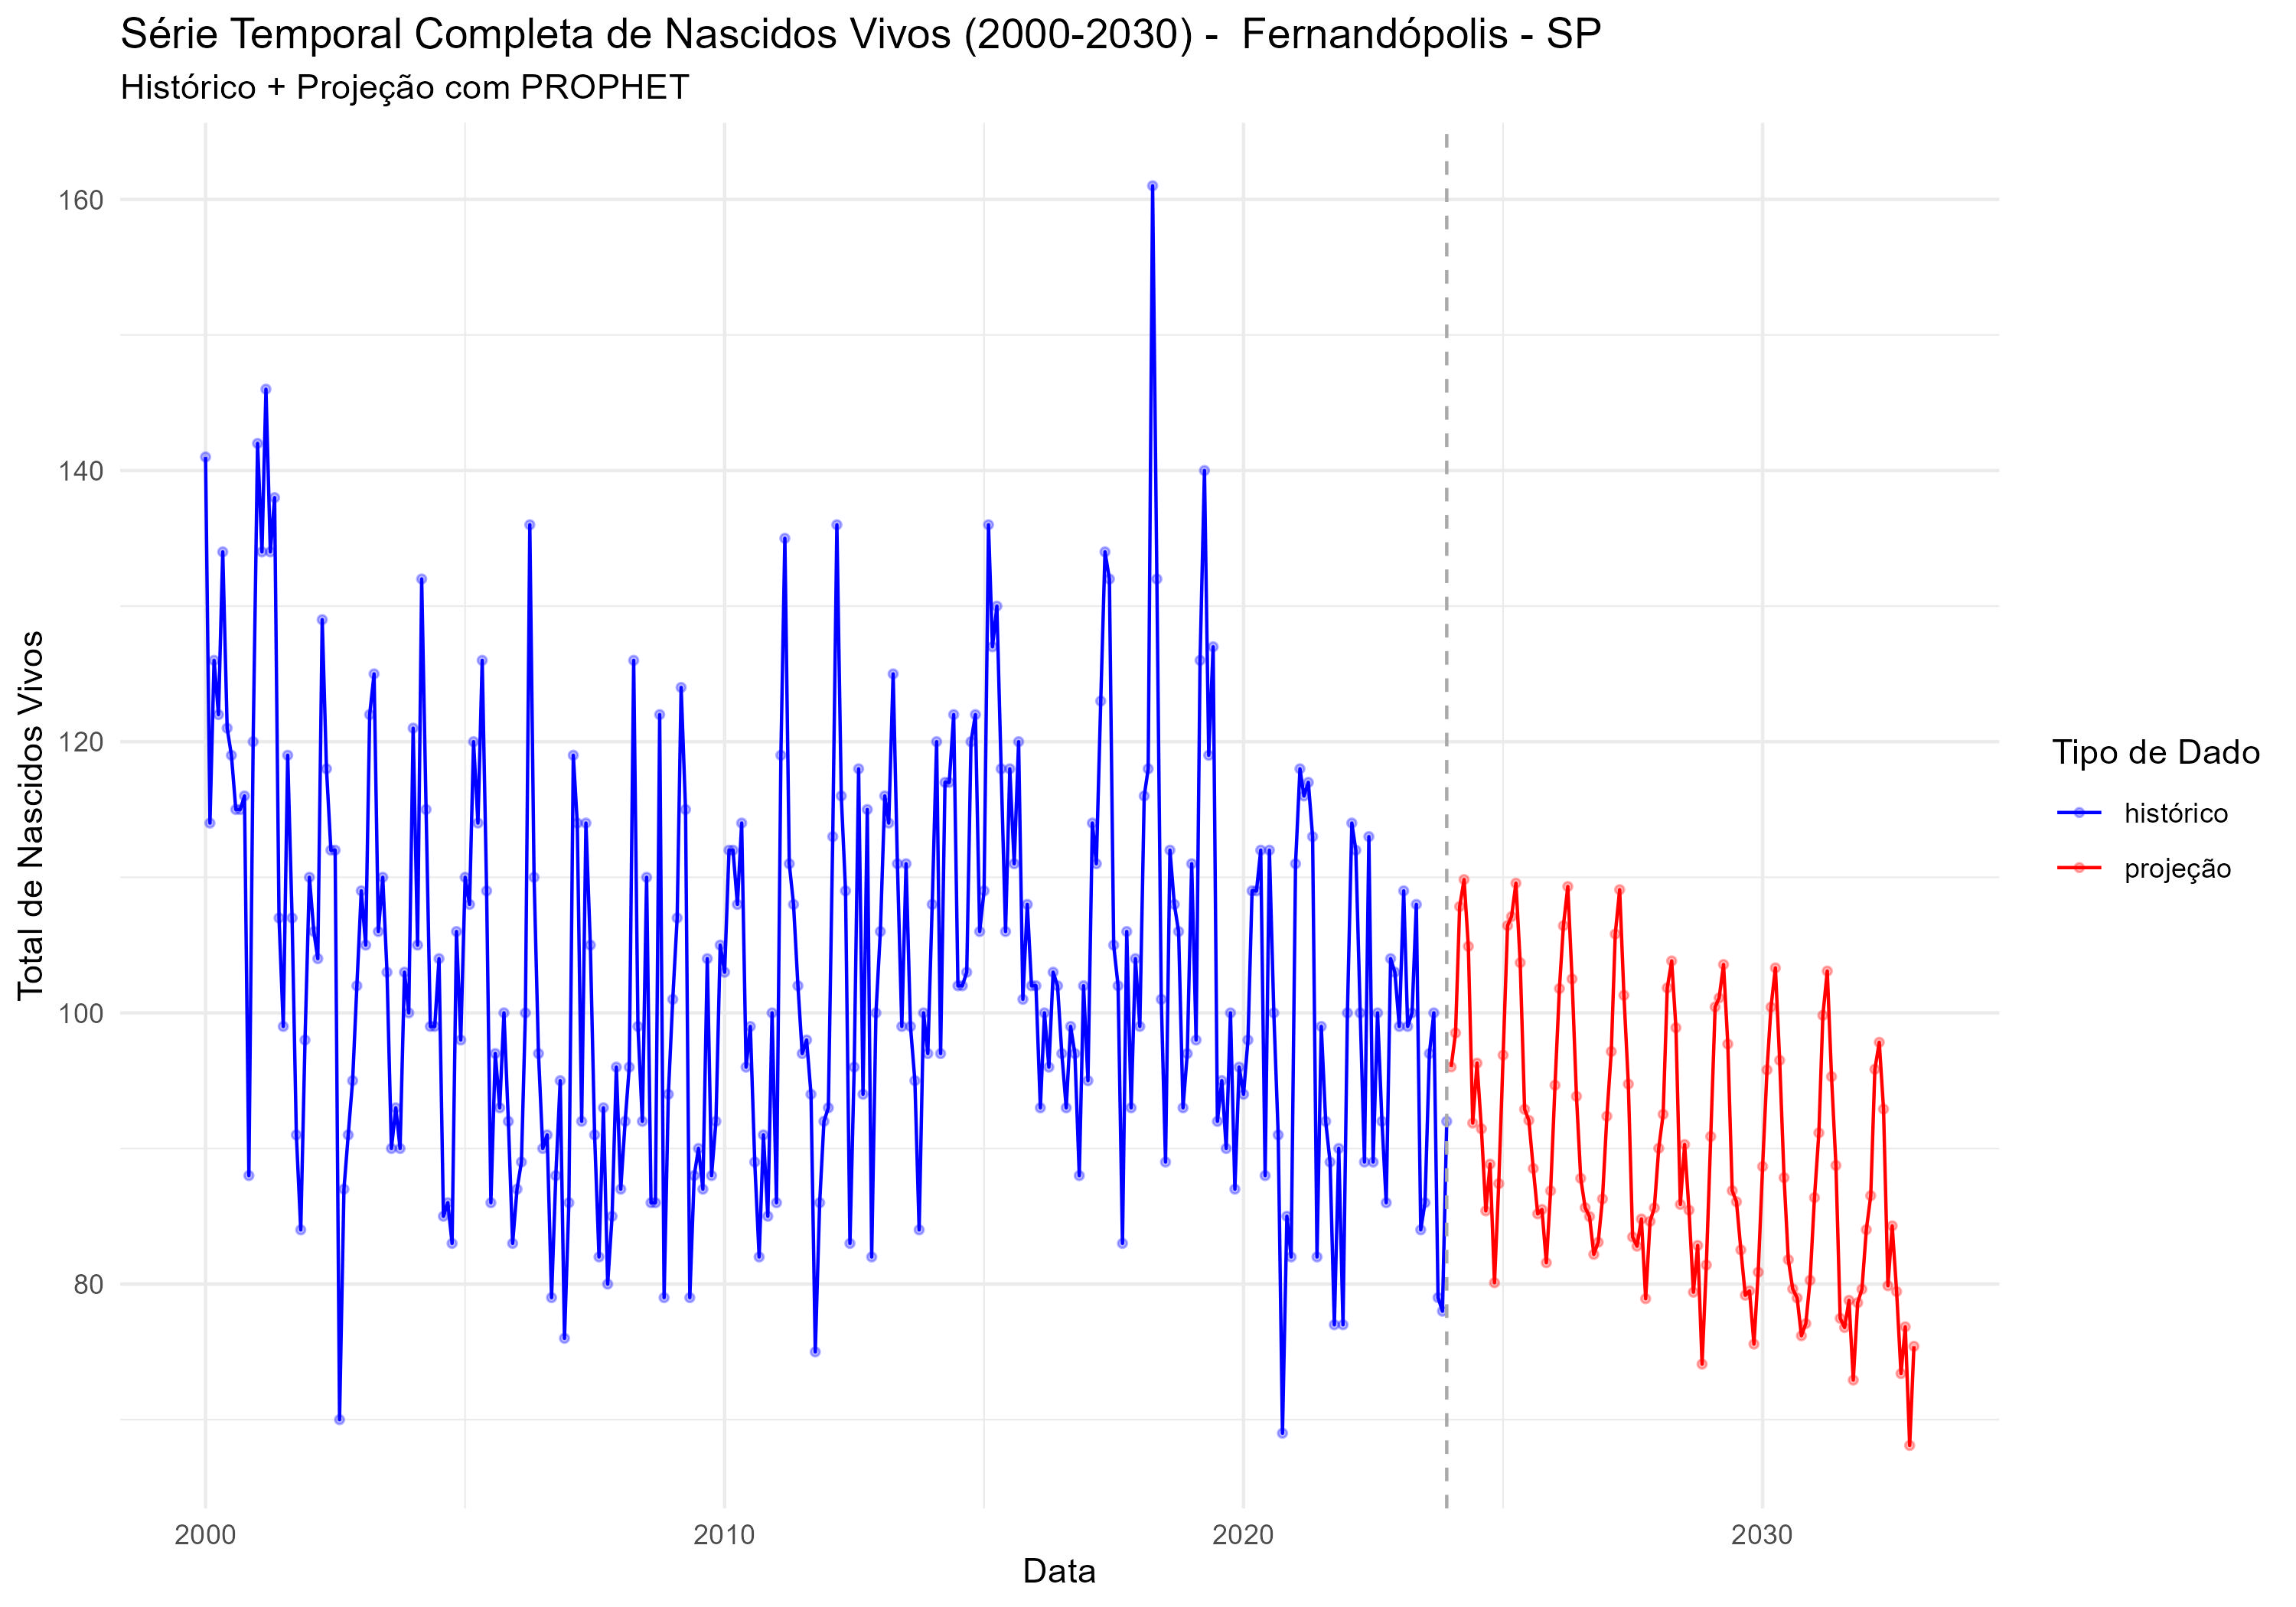 Série Temporal Completa de Nascidos Vivos (2000-2030) -  Fernandópolis - SP
Histórico + Projeção com PROPHET
Total de Nascidos Vivos
160
140
120
100
80
2000
2010
2020
2030
Data
Tipo de Dado
histórico
projeção